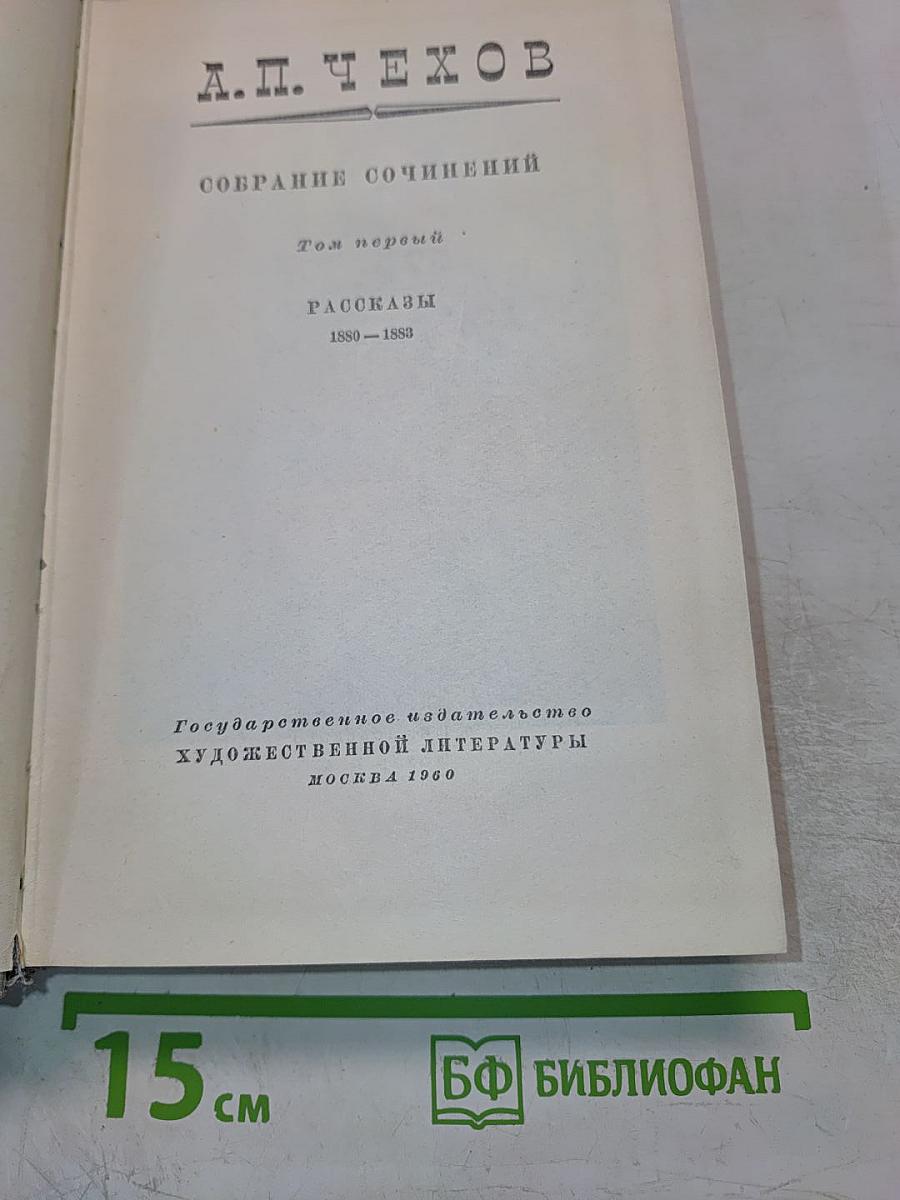 А. П. ЧЕХОВ
СОБРАНИЕ СОЧИНЕНИЙ
Том первый
РАССКАЗЫ
1880 — 1883
Государственное издательство
ХУДОЖЕСТВЕННОЙ ЛИТЕРАТУРЫ
МОСКВА 1960
15 см
БФ БИБЛИОФАН